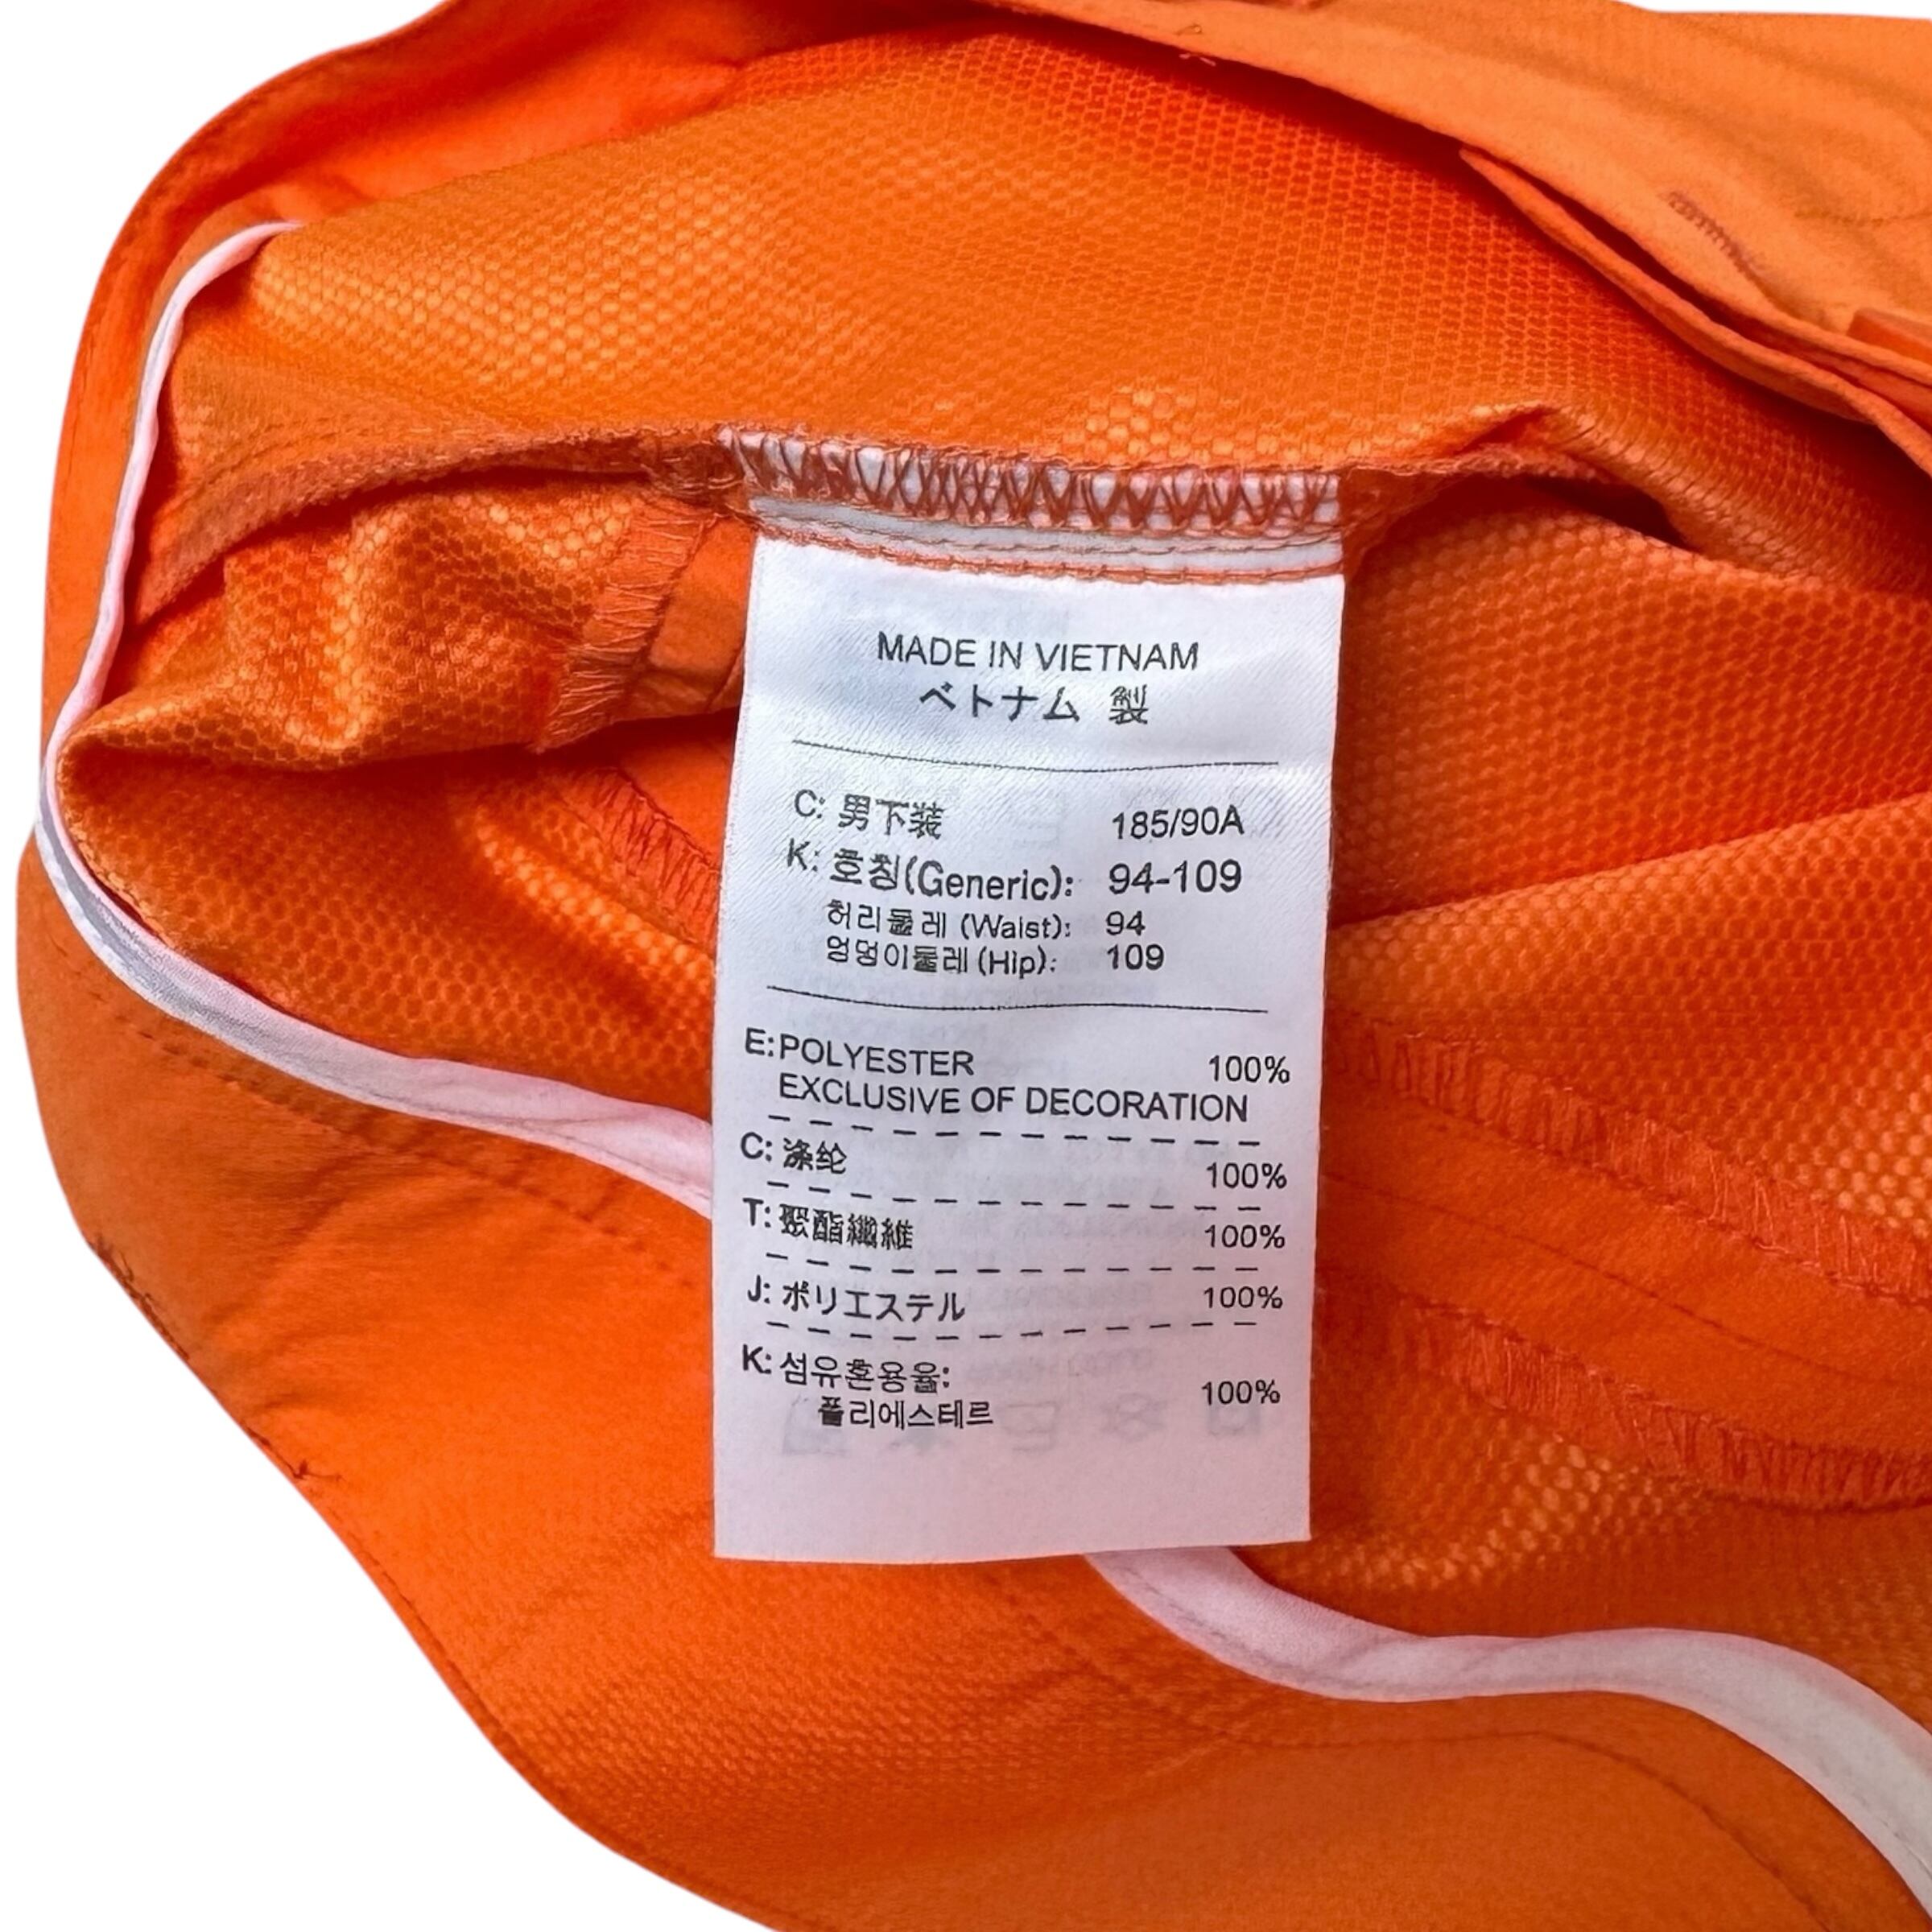 MADE IN VIETNAM
ベトナム 製
C: 男下装 185/90A
K: 호칭(Generic): 94-109
허리둘레 (Waist): 94
엉덩이둘레 (Hip): 109
E: POLYESTER 100%
EXCLUSIVE OF DECORATION
C: 涤纶 100%
T: 聚酯纖維 100%
J: ポリエステル 100%
K: 섬유혼용율:
폴리에스테르 100%